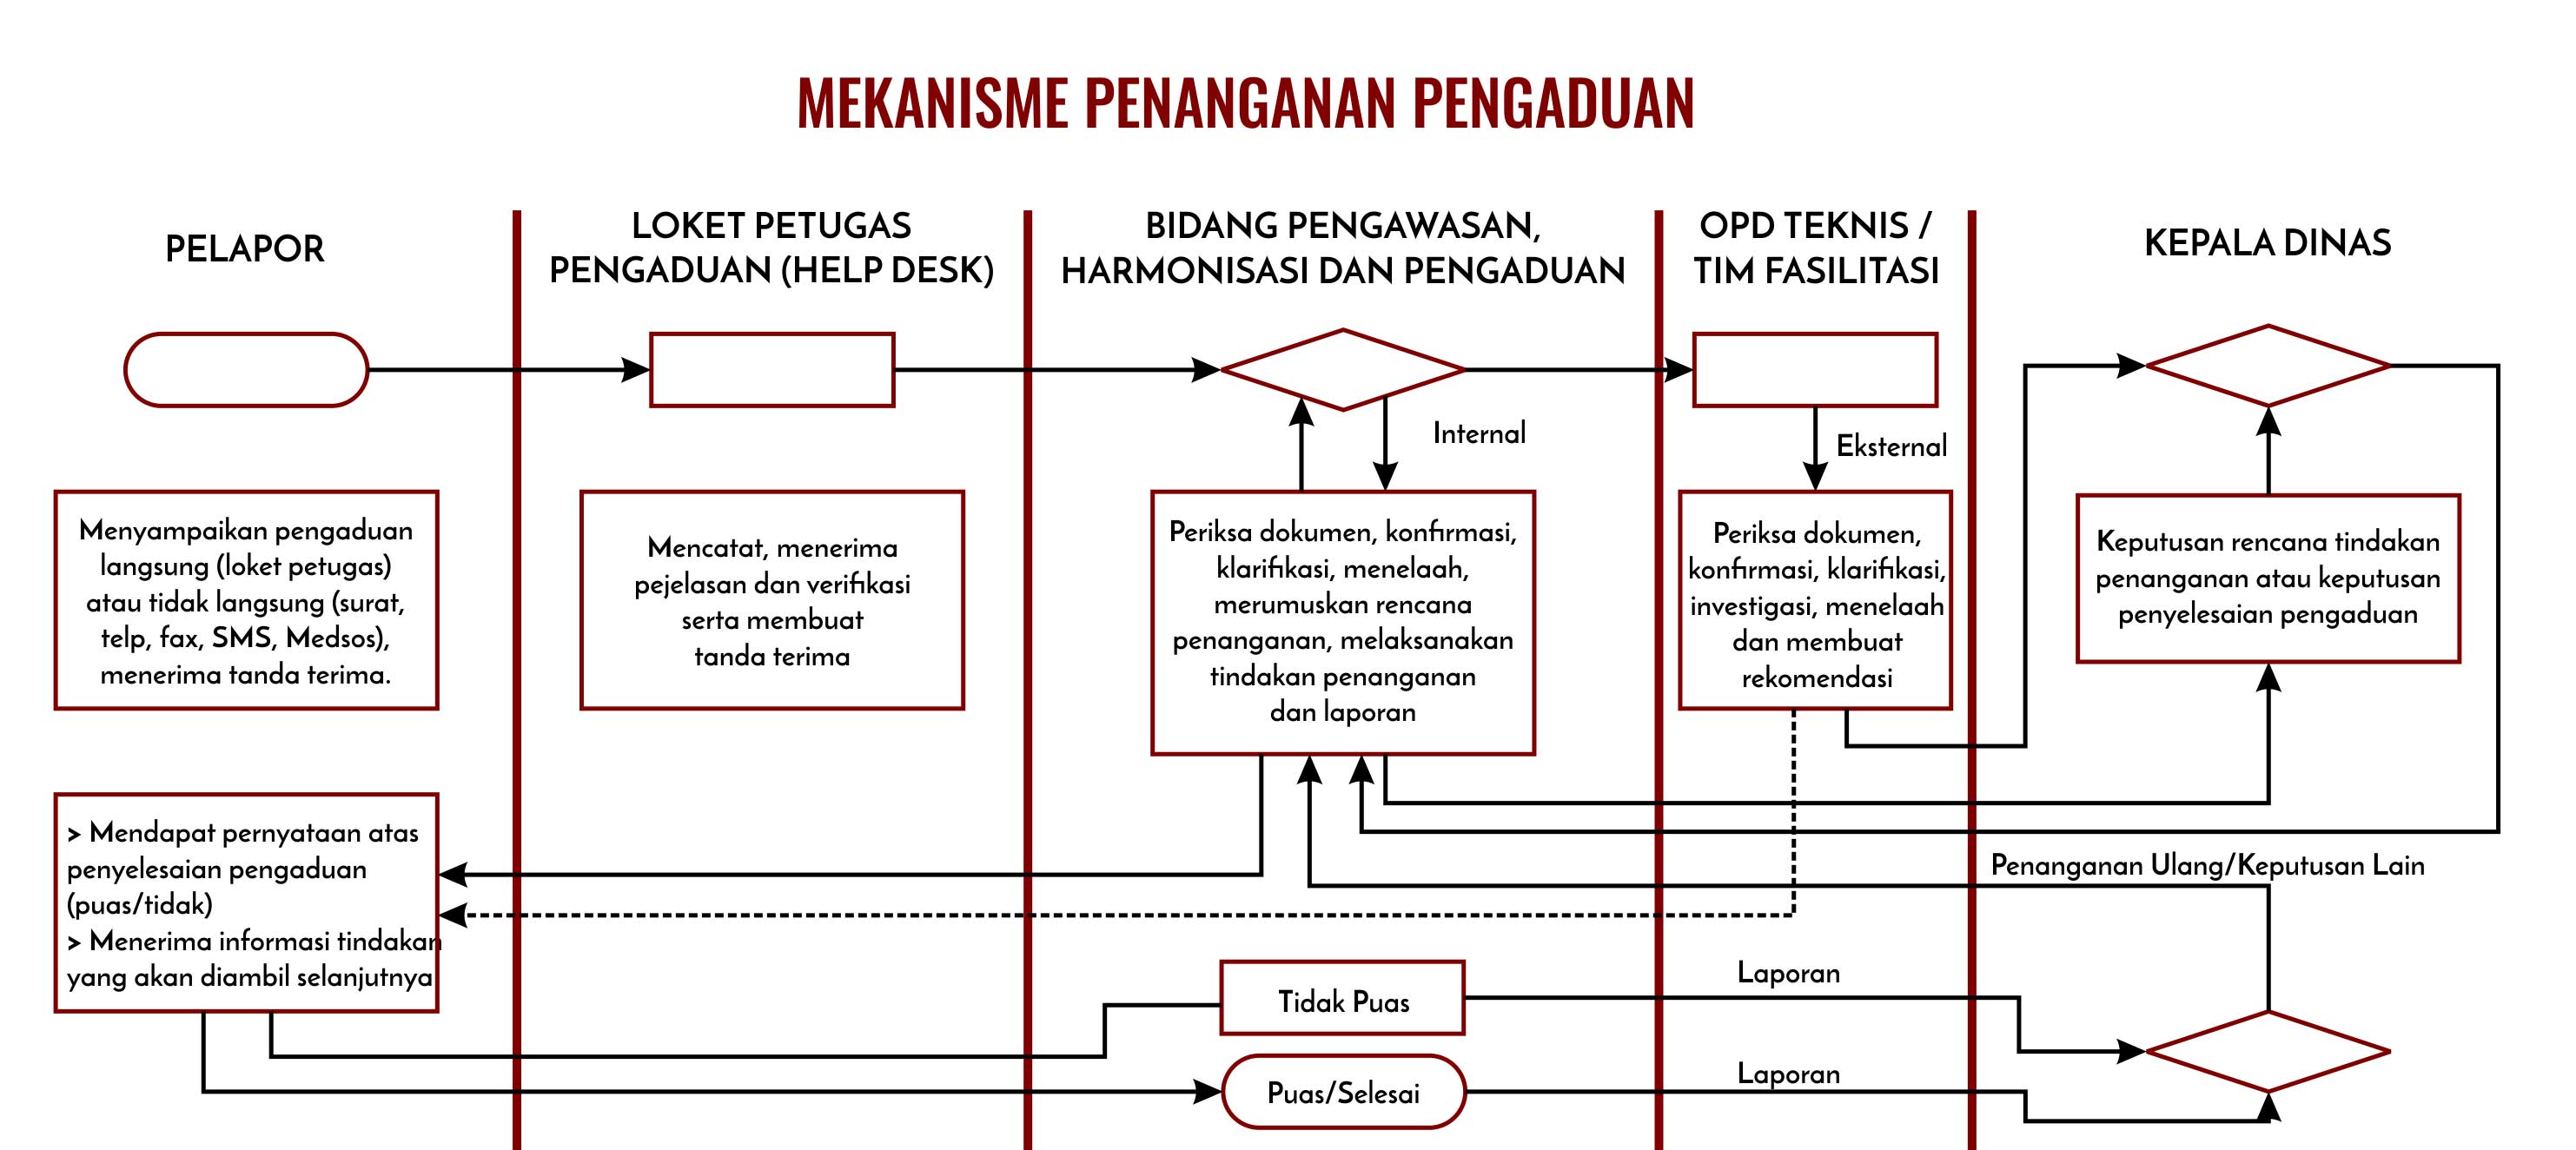 MEKANISME PENANGANAN PENGADUAN
PELAPOR
LOKET PETUGAS
PENGADUAN (HELP DESK)
BIDANG PENGAWASAN,
HARMONISASI DAN PENGADUAN
OPD TEKNIS /
TIM FASILITASI
KEPALA DINAS
Internal
Eksternal
Menyampaikan pengaduan
langsung (loket petugas)
atau tidak langsung (surat,
telp, fax, SMS, Medsos),
menerima tanda terima.
Mencatat, menerima
pejelasan dan verifikasi
serta membuat
tanda terima
Periksa dokumen, konfirmasi,
klarifikasi, menelaah,
merumuskan rencana
penanganan, melaksanakan
tindakan penanganan
dan laporan
Periksa dokumen,
konfirmasi, klarifikasi,
investigasi, menelaah
dan membuat
rekomendasi
Keputusan rencana tindakan
penanganan atau keputusan
penyelesaian pengaduan
> Mendapat pernyataan atas
penyelesaian pengaduan
(puas/tidak)
> Menerima informasi tindakan
yang akan diambil selanjutnya
Penanganan Ulang/Keputusan Lain
Tidak Puas
Laporan
Puas/Selesai
Laporan